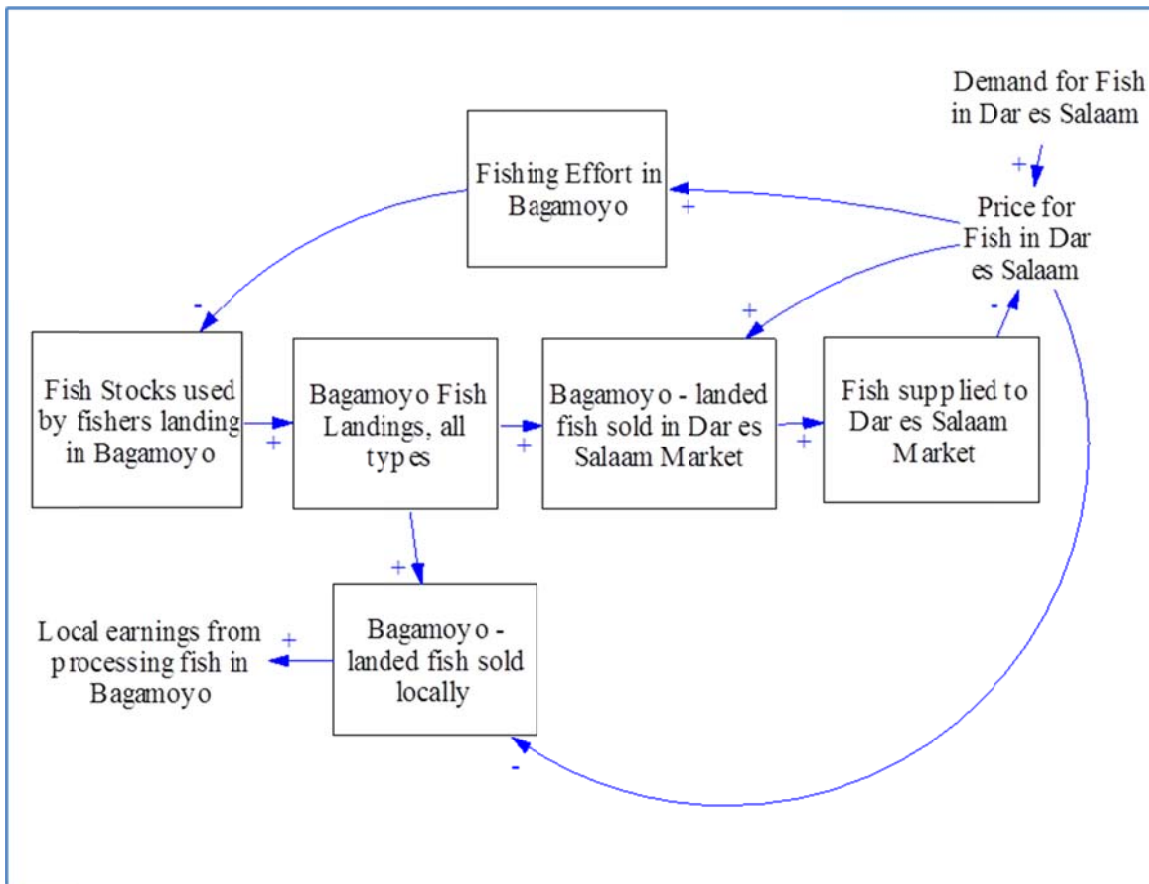 Demand for Fish
in Dar es Salaam
+
Fishing Effort in
Bagamoyo
+
Price for
Fish in Dar
es Salaam
-
+
-
Fish Stocks used
by fishers landing
in Bagamoyo
+
Bagamoyo Fish
Landings, all
types
+
Bagamoyo - landed
fish sold in Dar es
Salaam Market
+
Fish supplied to
Dar es Salaam
Market
+
Local earnings from
processing fish in
Bagamoyo
+
Bagamoyo -
landed fish sold
locally
-